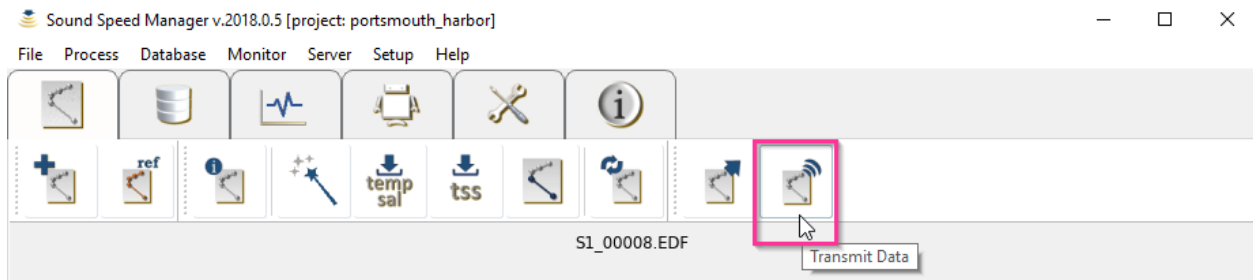 Sound Speed Manager v.2018.0.5 [project: portsmouth_harbor]
File Process Database Monitor Server Setup Help
i
ref
i
temp
sal
tss
S1_00008.EDF
Transmit Data